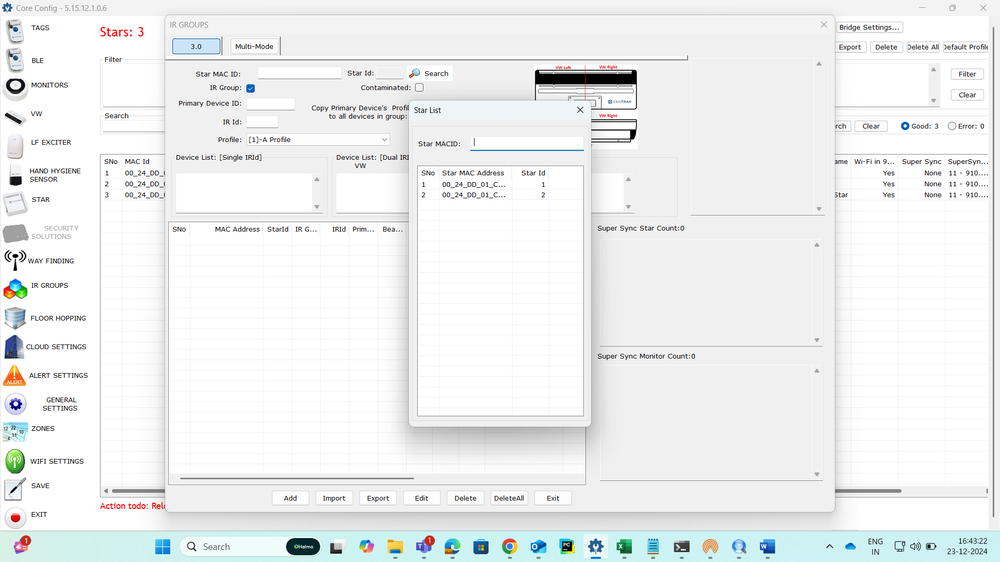 Core Config - 5.15.12.1.0.6
TAGS
BLE
MONITORS
VW
LF EXCITER
HAND HYGIENE
SENSOR
STAR
SECURITY
SOLUTIONS
WAY FINDING
IR GROUPS
FLOOR HOPPING
CLOUD SETTINGS
ALERT
ALERT SETTINGS
GENERAL
SETTINGS
ZONES
WIFI SETTINGS
SAVE
EXIT
Stars: 3
Filter
Search
SNo MAC Id
1 00_24_DD_0
2 00_24_DD_0
3 00_24_DD_0
Action todo: Relo
IR GROUPS
3.0 Multi-Mode
Star MAC ID: Star Id: Search
IR Group: Contaminated:
Primary Device ID:
Copy Primary Device's Profil
to all devices in group:
IR Id:
Profile: [1]-A Profile
VW Left VW Right
CENTRAK
VW Right
Device List: [Single IRId] Device List: [Dual IRI
VW
SNo MAC Address StarId IR G... IRId Prim... Bea...
Star List
Star MACID:
SNo Star MAC Address Star Id
1 00_24_DD_01_C... 1
2 00_24_DD_01_C... 2
Super Sync Star Count:0
Super Sync Monitor Count:0
Add Import Export Edit Delete DeleteAll Exit
Bridge Settings...
Export Delete Delete All Default Profile
Filter
Clear
rch Clear Good: 3 Error: 0
ame Wi-Fi in 9... Super Sync SuperSyn...
Yes None 11 - 910....
Yes None 11 - 910....
Star Yes None 11 - 910....
1 Search Halma 1
PC
ENG
IN
16:43:22
23-12-2024